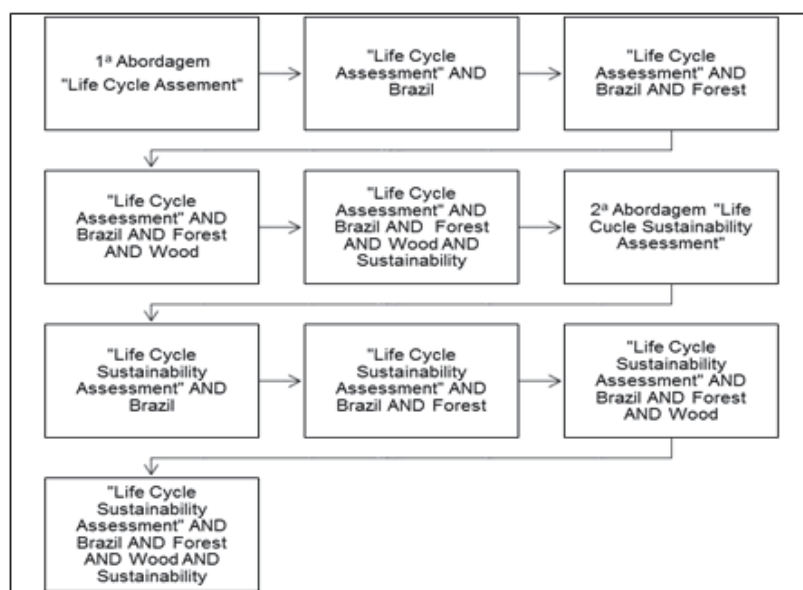 1ª Abordagem
"Life Cycle Assement"
"Life Cycle
Assessment" AND
Brazil
"Life Cycle
Assessment" AND
Brazil AND Forest
"Life Cycle
Assessment" AND
Brazil AND Forest
AND Wood
"Life Cycle
Assessment" AND
Brazil AND Forest
AND Wood AND
Sustainability
2ª Abordagem "Life
Cucle Sustainability
Assessment"
"Life Cycle
Sustainability
Assessment" AND
Brazil
"Life Cycle
Sustainability
Assessment" AND
Brazil AND Forest
"Life Cycle
Sustainability
Assessment" AND
Brazil AND Forest
AND Wood
"Life Cycle
Sustainability
Assessment" AND
Brazil AND Forest
AND Wood AND
Sustainability